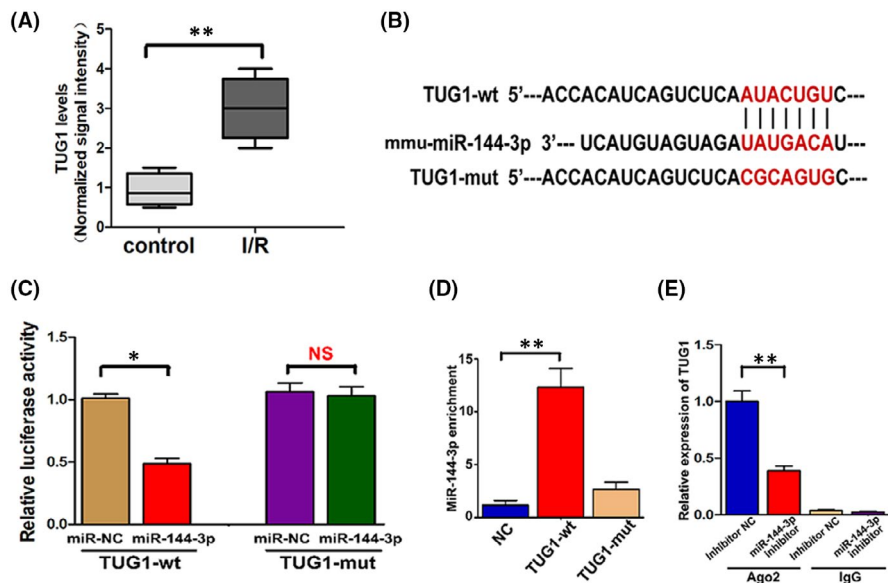 (A)
**
TUG1 levels
(Normalized signal intensity)
5
4
3
2
1
0
control I/R
(B)
TUG1-wt 5’---ACCACAUCAGUCUCAAUACUGUC---
mmu-miR-144-3p 3’--- UCAUGUAGUAGAUAUGACAU---
TUG1-mut 5’---ACCACAUCAGUCUCACGCAGUGC---
(C)
Relative luciferase activity
1.5
1.0
0.5
0.0
*
NS
miR-NC miR-144-3p miR-NC miR-144-3p
TUG1-wt TUG1-mut
(D)
MiR-144-3p enrichment
15
10
5
0
**
NC TUG1-wt TUG1-mut
(E)
Relative expression of TUG1
1.5
1.0
0.5
0.0
**
Inhibitor NC
miR-144-3p inhibitor
Inhibitor NC
miR-144-3p inhibitor
Ago2 IgG